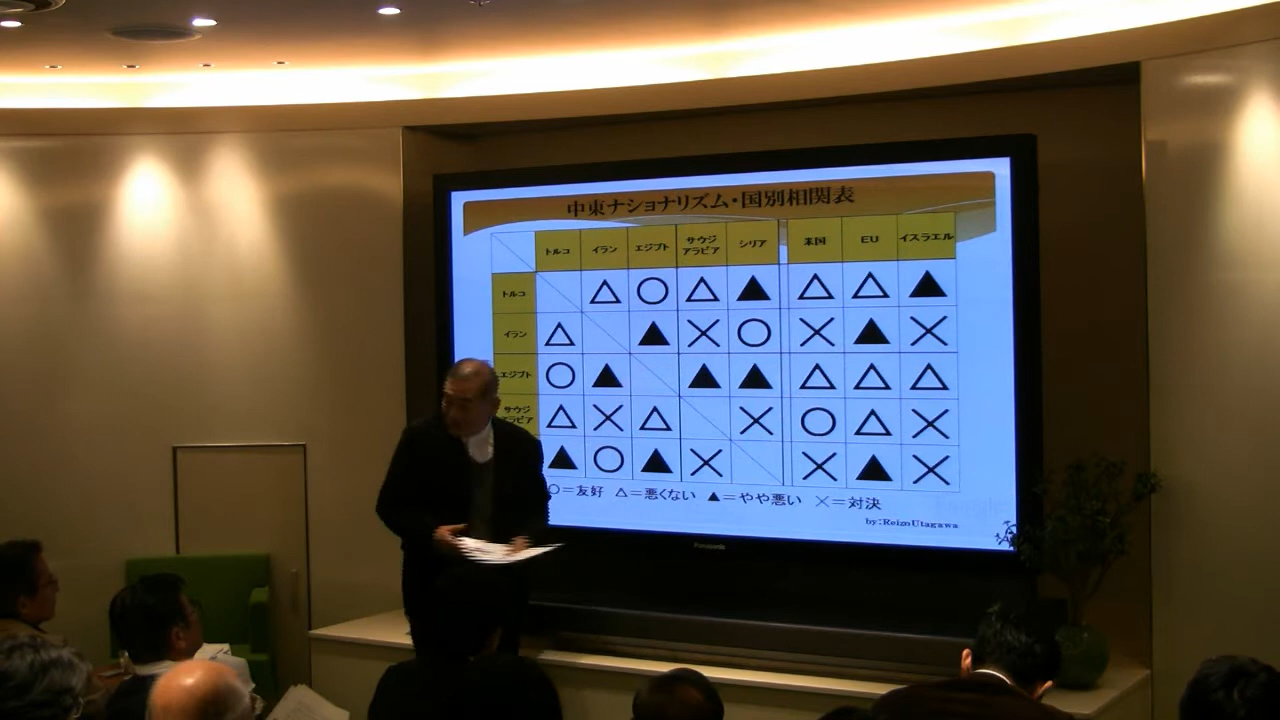 中東ナショナリズム・国別相関表
トルコ イラン エジプト サウジアラビア シリア 米国 EU イスラエル
トルコ △ ○ △ ▲ △ △ ▲
イラン △ ▲ × ○ × ▲ ×
エジプト ○ ▲ ▲ ▲ △ △ △
サウジアラビア △ × △ × ○ △ ×
▲ ○ ▲ × × ▲ ×
○=友好 △=悪くない ▲=やや悪い ×=対決
by:ReizoUtagawa
Panasonic